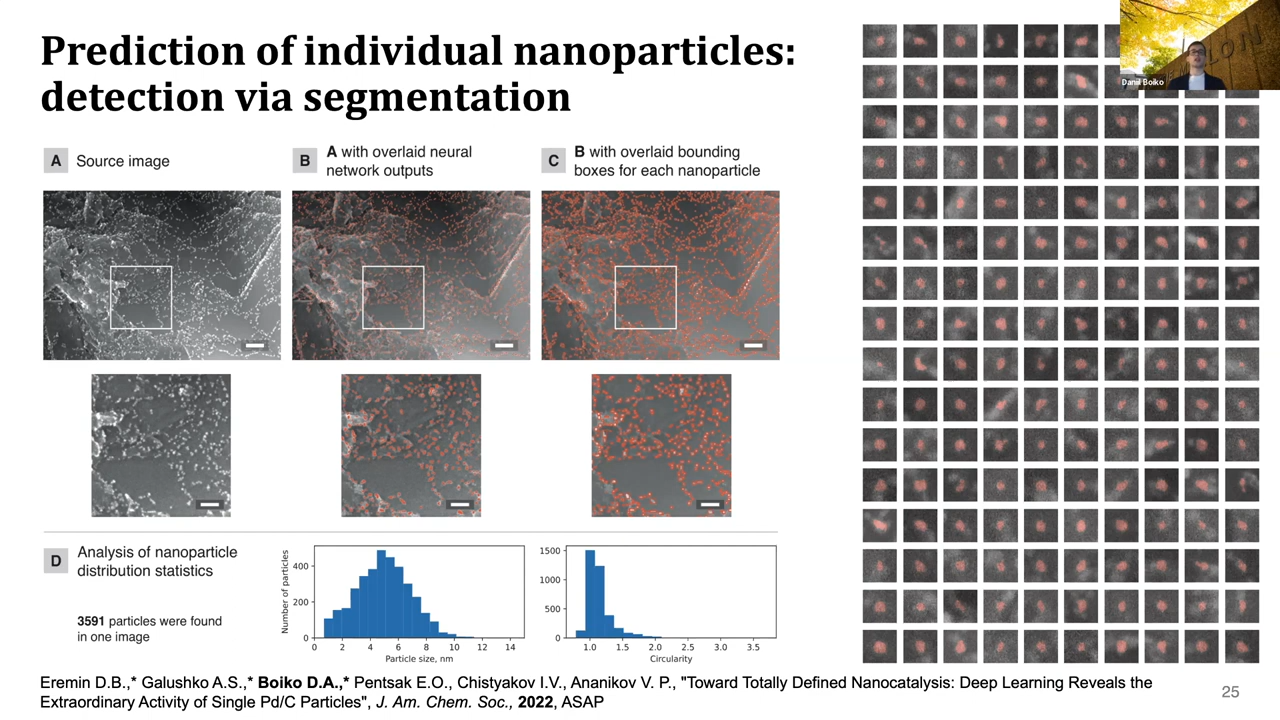 Prediction of individual nanoparticles:
detection via segmentation
Daniil Boiko
A
Source image
B
A with overlaid neural
network outputs
C
B with overlaid bounding
boxes for each nanoparticle
D
Analysis of nanoparticle
distribution statistics
3591 particles were found
in one image
Number of particles
400
200
0
0 2 4 6 8 10 12 14
Particle size, nm
1500
1000
500
0
1.0 1.5 2.0 2.5 3.0 3.5
Circularity
Eremin D.B.,* Galushko A.S.,* Boiko D.A.,* Pentsak E.O., Chistyakov I.V., Ananikov V. P., "Toward Totally Defined Nanocatalysis: Deep Learning Reveals the
Extraordinary Activity of Single Pd/C Particles", J. Am. Chem. Soc., 2022, ASAP
25